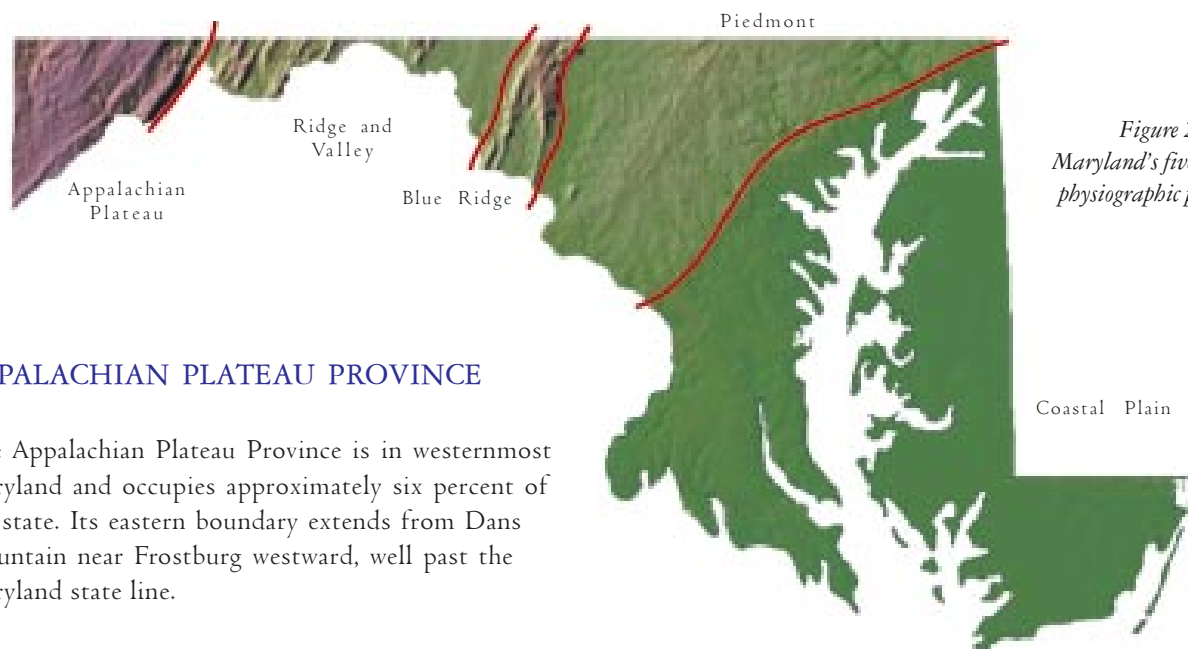 Piedmont
Ridge and
Valley
Appalachian
Plateau
Blue Ridge
Figure
Maryland's
physiographic
Coastal Plain
PALACHIAN PLATEAU PROVINCE
Appalachian Plateau Province is in westernmost
ryland and occupies approximately six percent of
state. Its eastern boundary extends from Dans
untain near Frostburg westward, well past the
ryland state line.